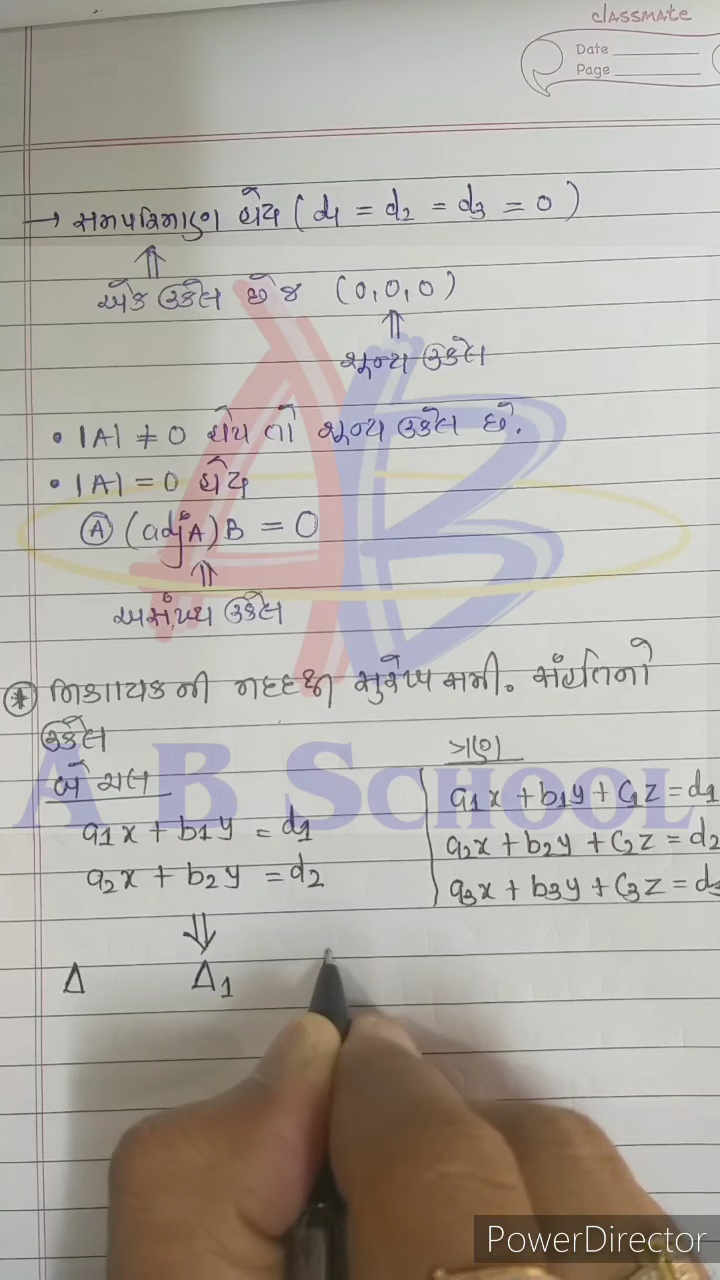 classmate
Date
Page
→ સમપરિમાણ હોય ( d1 = d2 = d3 = 0 )
⇑
એક ઉકેલ છે જ (0, 0, 0)
⇑
શૂન્ય ઉકેલ
• |A| ≠ 0 હોય તો શૂન્ય ઉકેલ છે.
• |A| = 0 હોય
Ⓐ (adjA) B = 0
⇑
અસંખ્ય ઉકેલ
* નિશ્ચાયકની મદદથી સુરેખ સમી. સંહતિનો
ઉકેલ
બે ચલ
a1x + b1y = d1
a2x + b2y = d2
⇓
Δ Δ1
ત્રણ
a1x + b1y + C1z = d1
a2x + b2y + C2z = d2
a3x + b3y + C3z = d3
AB
A B SCHOOL
PowerDirector